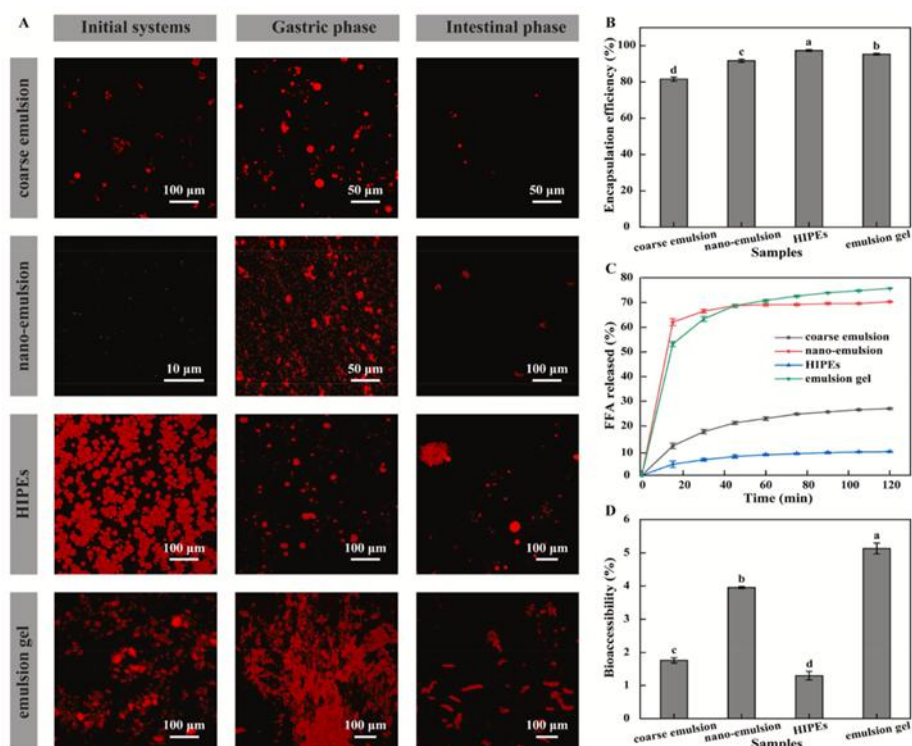 A
Initial systems
Gastric phase
Intestinal phase
coarse emulsion
100 μm
50 μm
50 μm
nano-emulsion
10 μm
50 μm
100 μm
HIPEs
100 μm
100 μm
100 μm
emulsion gel
100 μm
100 μm
100 μm
B
Encapsulation efficiency (%)
100
80
60
40
20
0
d
c
a
b
coarse emulsion
nano-emulsion
HIPEs
emulsion gel
Samples
C
FFA released (%)
80
70
60
50
40
30
20
10
0
coarse emulsion
nano-emulsion
HIPEs
emulsion gel
0 20 40 60 80 100 120
Time (min)
D
Bioaccessibility (%)
6
5
4
3
2
1
0
c
b
d
a
coarse emulsion
nano-emulsion
HIPEs
emulsion gel
Samples